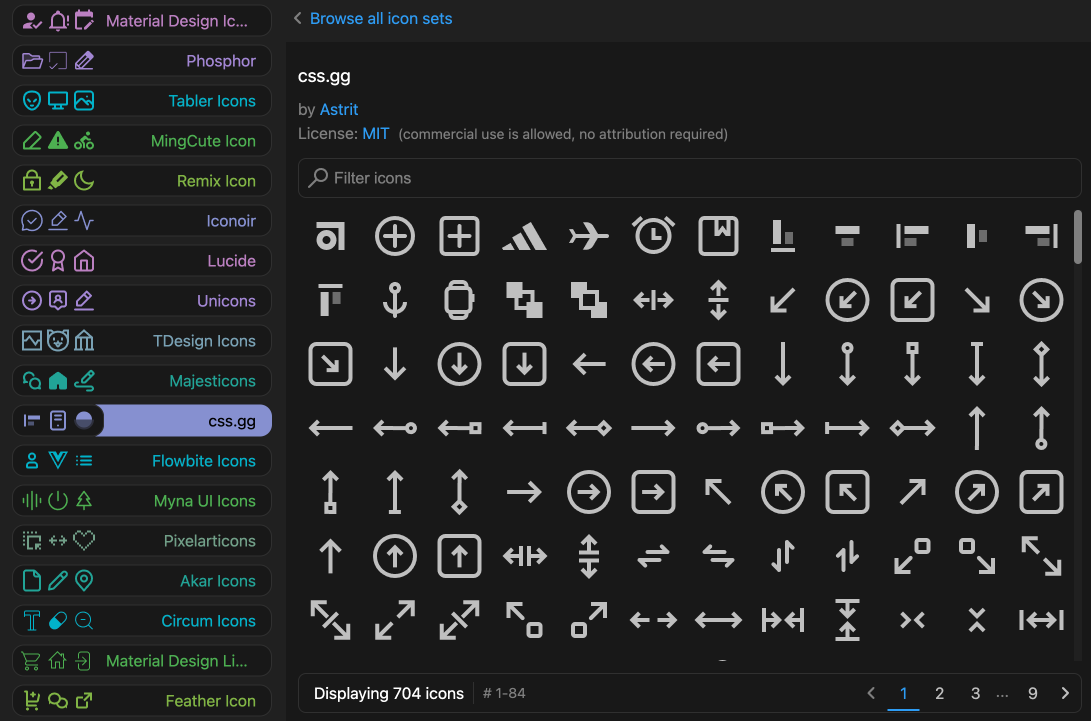 Material Design Ic...
Phosphor
Tabler Icons
MingCute Icon
Remix Icon
Iconoir
Lucide
Unicons
TDesign Icons
Majesticons
css.gg
Flowbite Icons
Myna UI Icons
Pixelarticons
Akar Icons
Circum Icons
Material Design Li...
Feather Icon
Browse all icon sets
css.gg
by Astrit
License: MIT (commercial use is allowed, no attribution required)
Filter icons
Displaying 704 icons # 1-84
1 2 3 ... 9